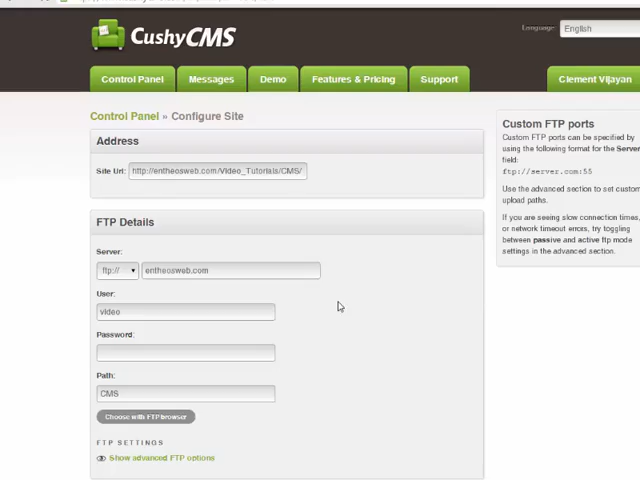 CushyCMS
Language: English
Control Panel
Messages
Demo
Features & Pricing
Support
Clement Vijayan
Control Panel » Configure Site
Address
Site Url: http://entheosweb.com/Video_Tutorials/CMS/
FTP Details
Server:
ftp:// entheosweb.com
User:
video
Password:
Path:
CMS
Choose with FTP browser
FTP SETTINGS
Show advanced FTP options
Custom FTP ports
Custom FTP ports can be specified by
using the following format for the Server
field:
ftp://server.com:55
Use the advanced section to set custom
upload paths.
If you are seeing slow connection times,
or network timeout errors, try toggling
between passive and active ftp mode
settings in the advanced section.